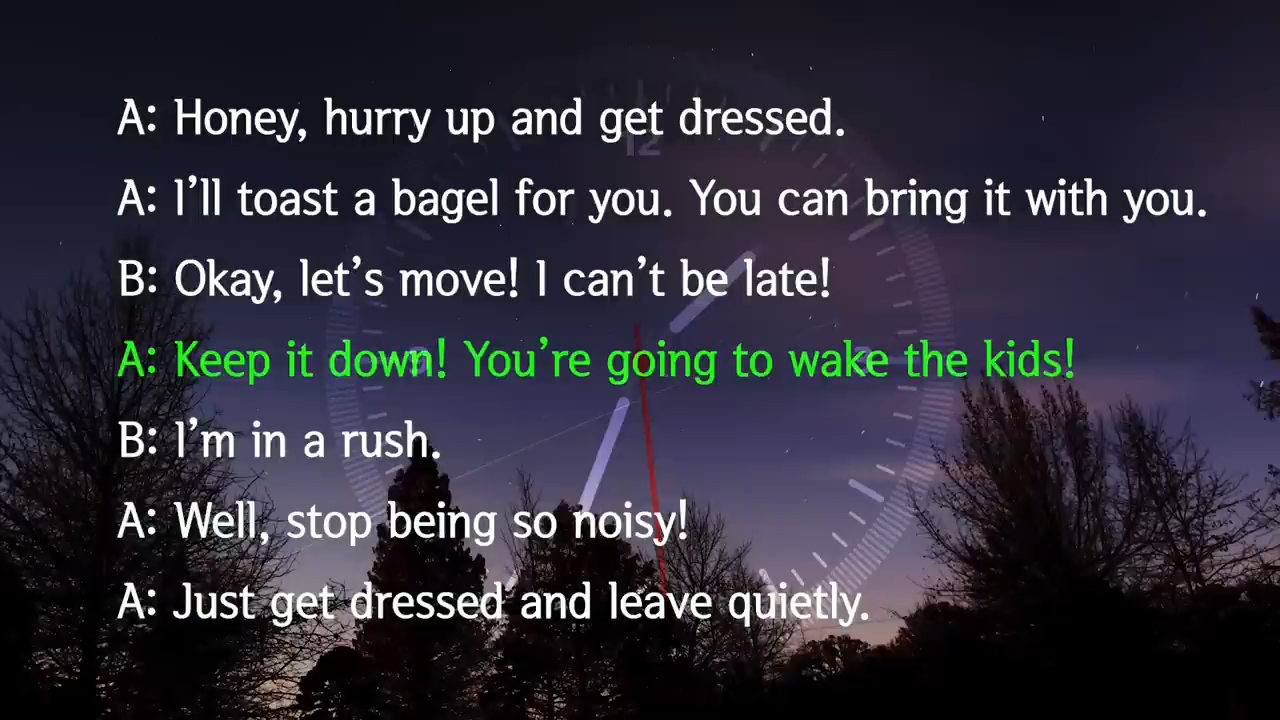 12
A: Honey, hurry up and get dressed.
A: I’ll toast a bagel for you. You can bring it with you.
B: Okay, let’s move! I can’t be late!
A: Keep it down! You’re going to wake the kids!
B: I’m in a rush.
A: Well, stop being so noisy!
A: Just get dressed and leave quietly.